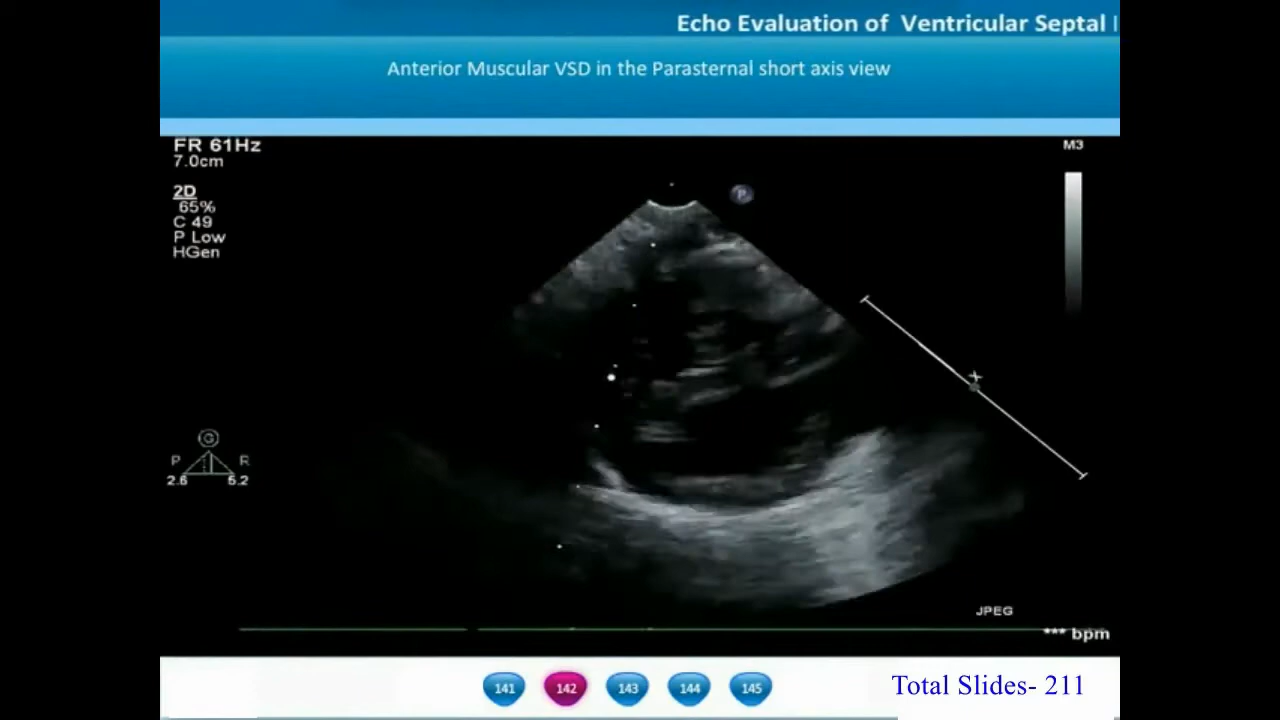 Echo Evaluation of Ventricular Septal
Anterior Muscular VSD in the Parasternal short axis view
FR 61Hz
7.0cm
M3
P
2D
65%
C 49
P Low
HGen
x
G
P R
2.6 5.2
JPEG
*** bpm
141 142 143 144 145
Total Slides- 211